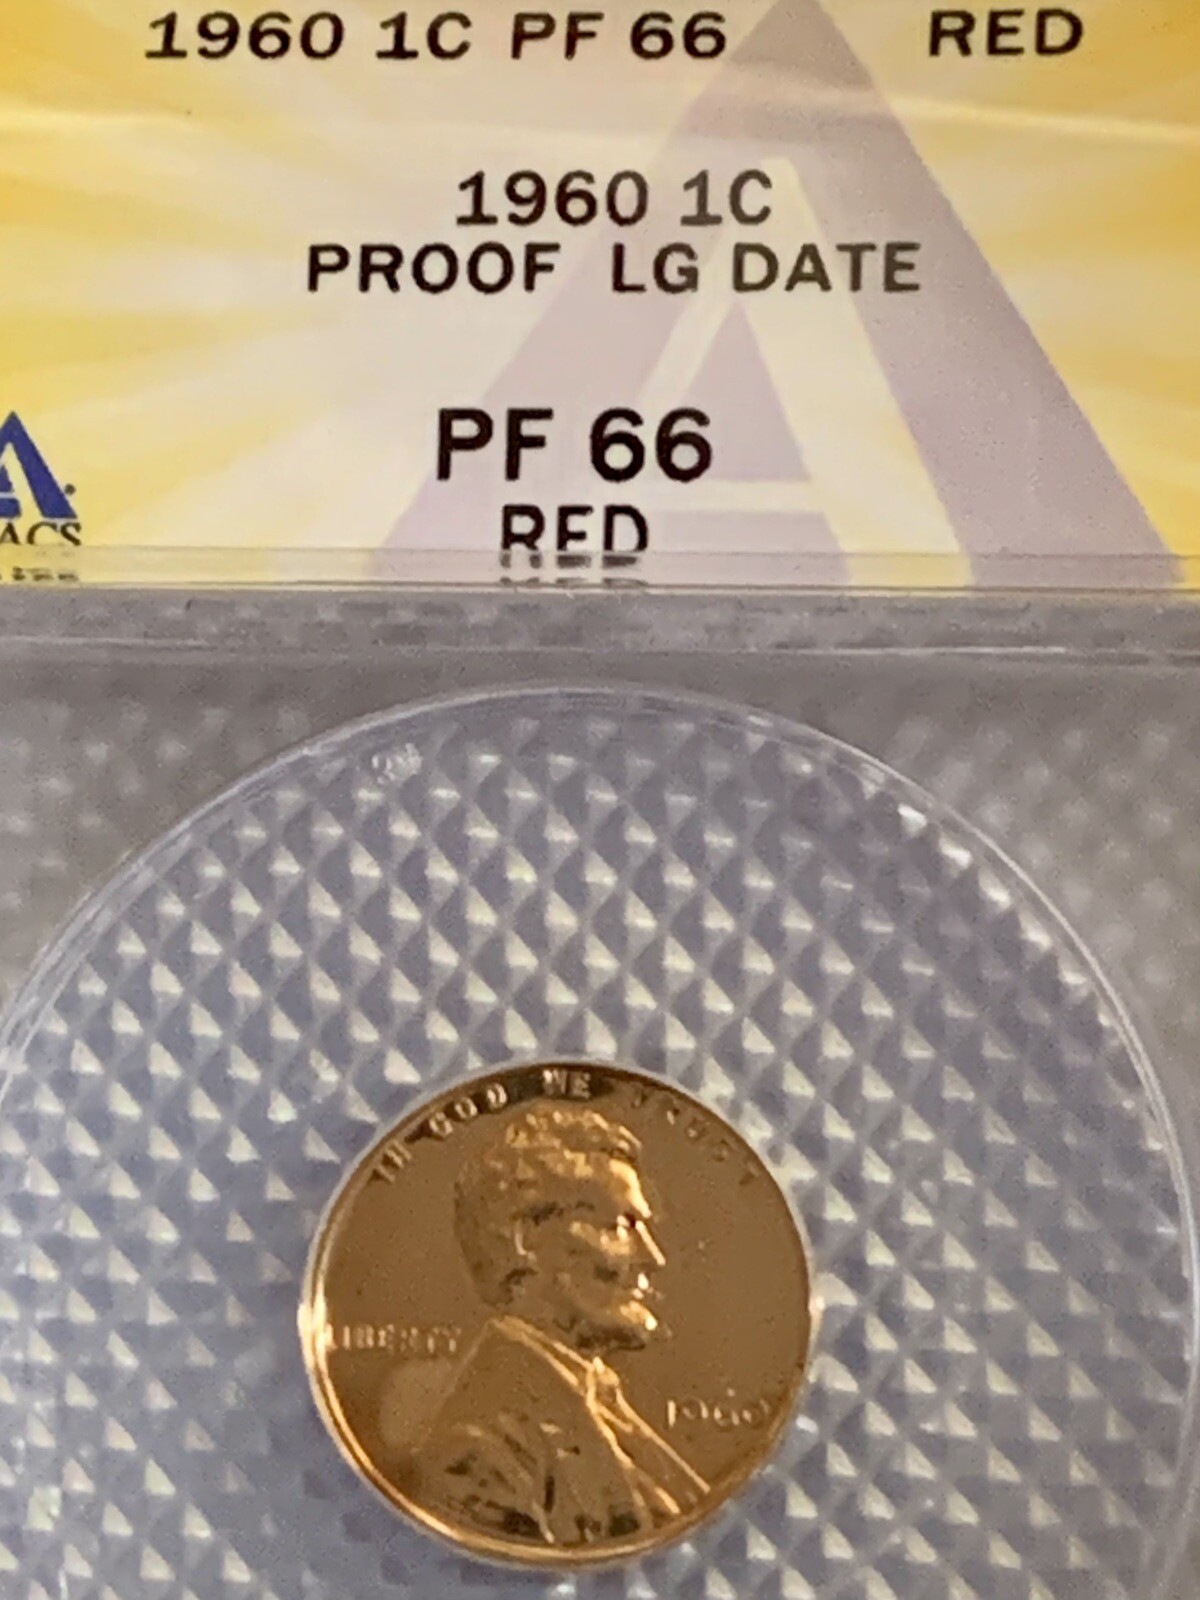 1960 1C PF 66 RED
1960 1C
PROOF LG DATE
PF 66
RED
ACS
IN GOD WE TRUST
LIBERTY
1960